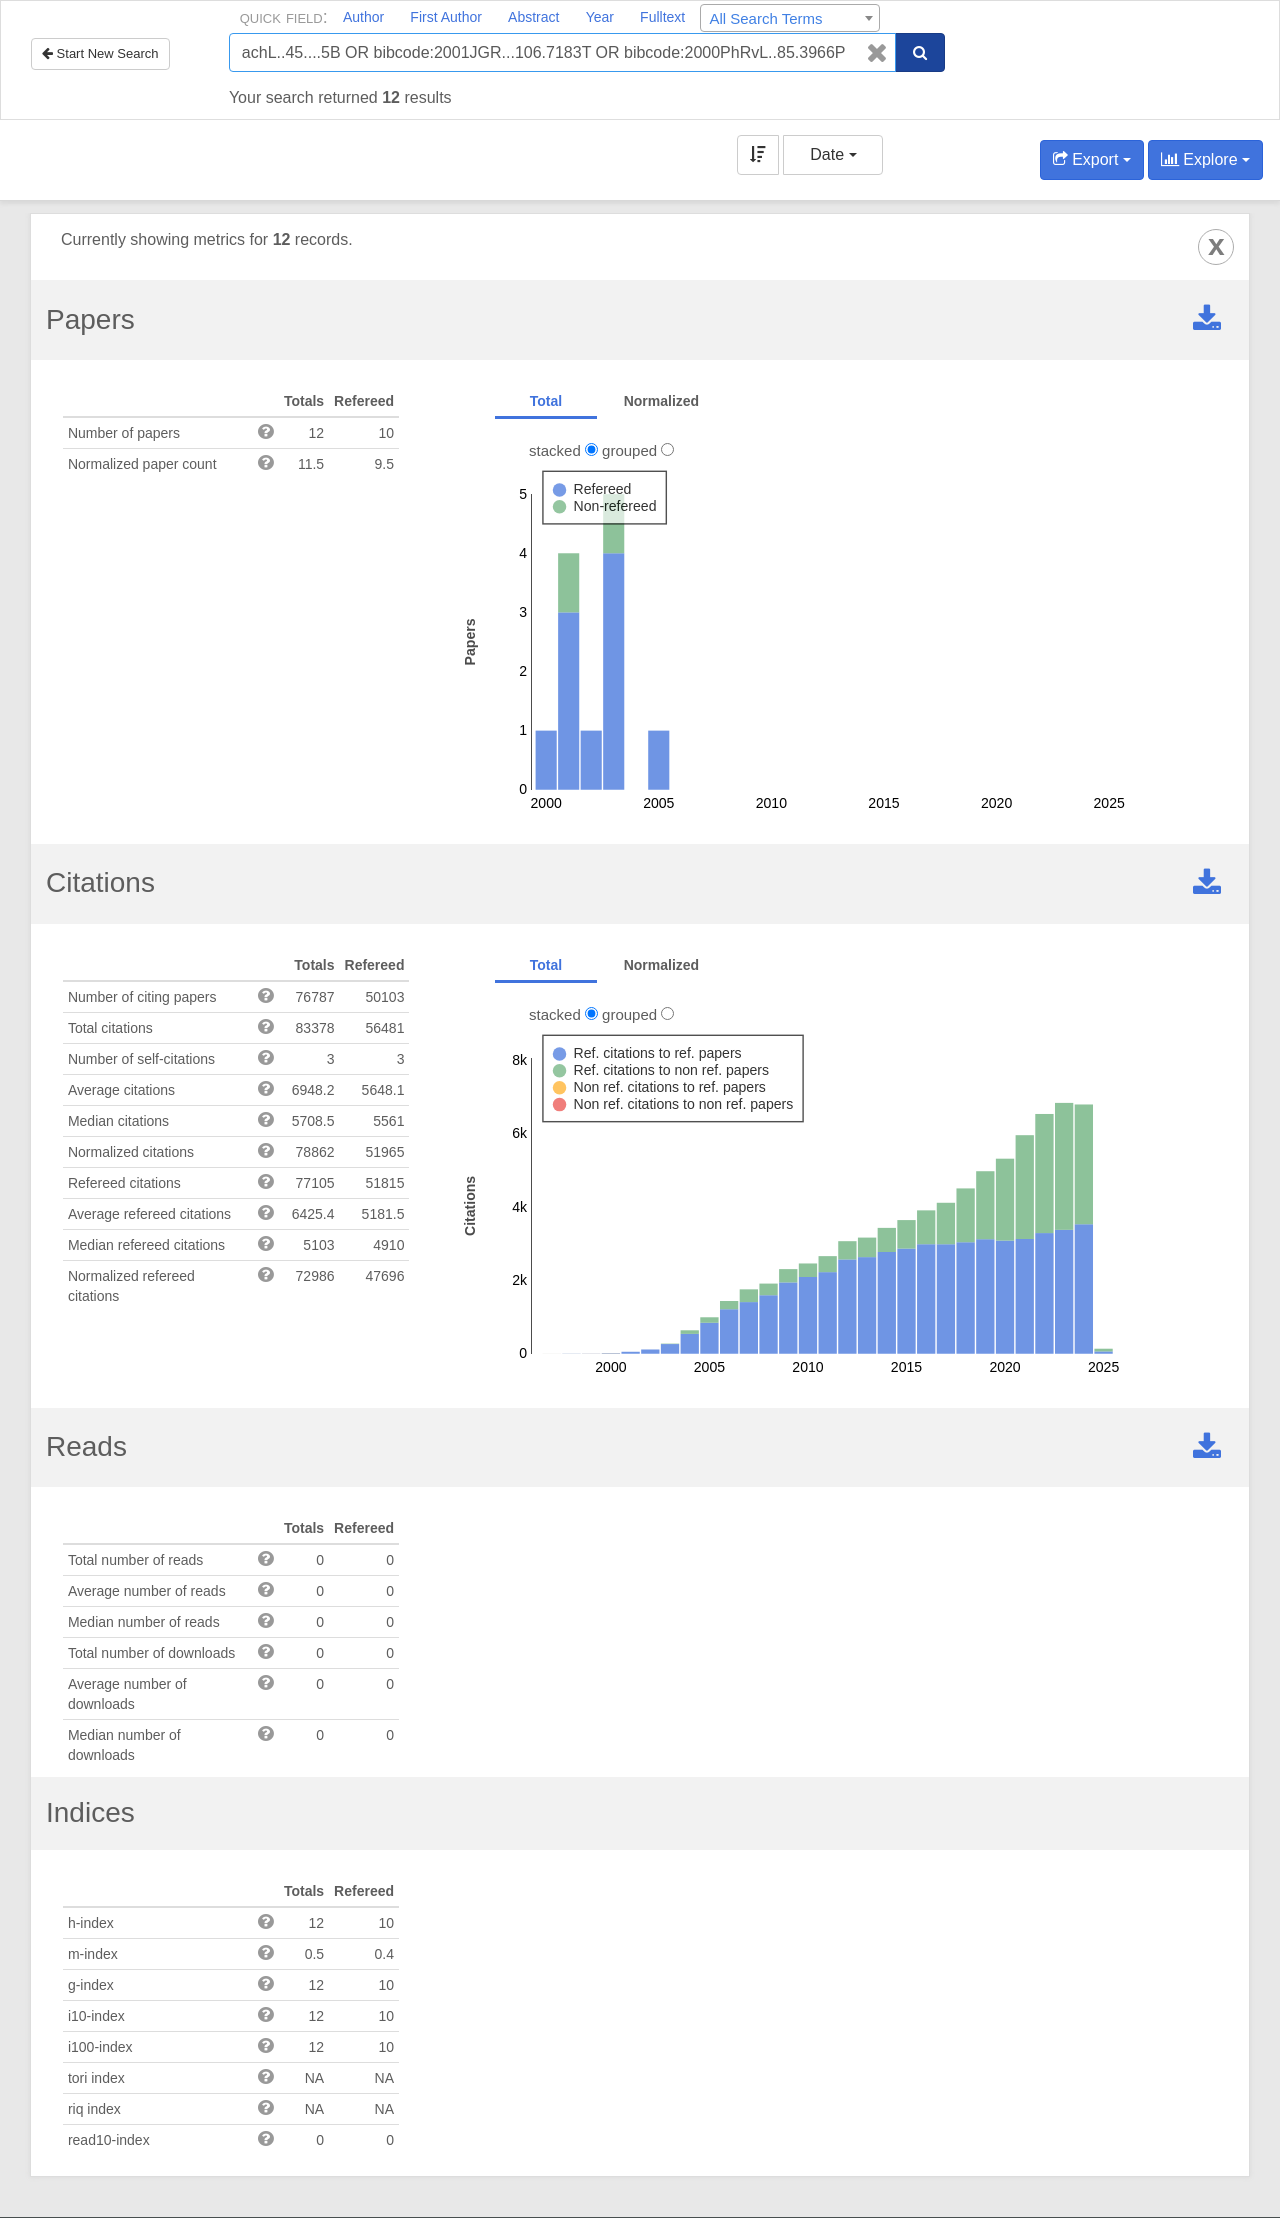 QUICK FIELD: Author First Author Abstract Year Fulltext All Search Terms
Start New Search
achL..45....5B OR bibcode:2001JGR...106.7183T OR bibcode:2000PhRvL..85.3966P
Your search returned 12 results
Date
Export
Explore
Currently showing metrics for 12 records.
X
Papers
Totals Refereed
Number of papers ? 12 10
Normalized paper count ? 11.5 9.5
Total Normalized
stacked grouped
Refereed
Non-refereed
5
4
3
2
1
0
Papers
2000 2005 2010 2015 2020 2025
Citations
Totals Refereed
Number of citing papers ? 76787 50103
Total citations ? 83378 56481
Number of self-citations ? 3 3
Average citations ? 6948.2 5648.1
Median citations ? 5708.5 5561
Normalized citations ? 78862 51965
Refereed citations ? 77105 51815
Average refereed citations ? 6425.4 5181.5
Median refereed citations ? 5103 4910
Normalized refereed ? 72986 47696
citations
Total Normalized
stacked grouped
Ref. citations to ref. papers
Ref. citations to non ref. papers
Non ref. citations to ref. papers
Non ref. citations to non ref. papers
8k
6k
4k
2k
0
Citations
2000 2005 2010 2015 2020 2025
Reads
Totals Refereed
Total number of reads ? 0 0
Average number of reads ? 0 0
Median number of reads ? 0 0
Total number of downloads ? 0 0
Average number of ? 0 0
downloads
Median number of ? 0 0
downloads
Indices
Totals Refereed
h-index ? 12 10
m-index ? 0.5 0.4
g-index ? 12 10
i10-index ? 12 10
i100-index ? 12 10
tori index ? NA NA
riq index ? NA NA
read10-index ? 0 0